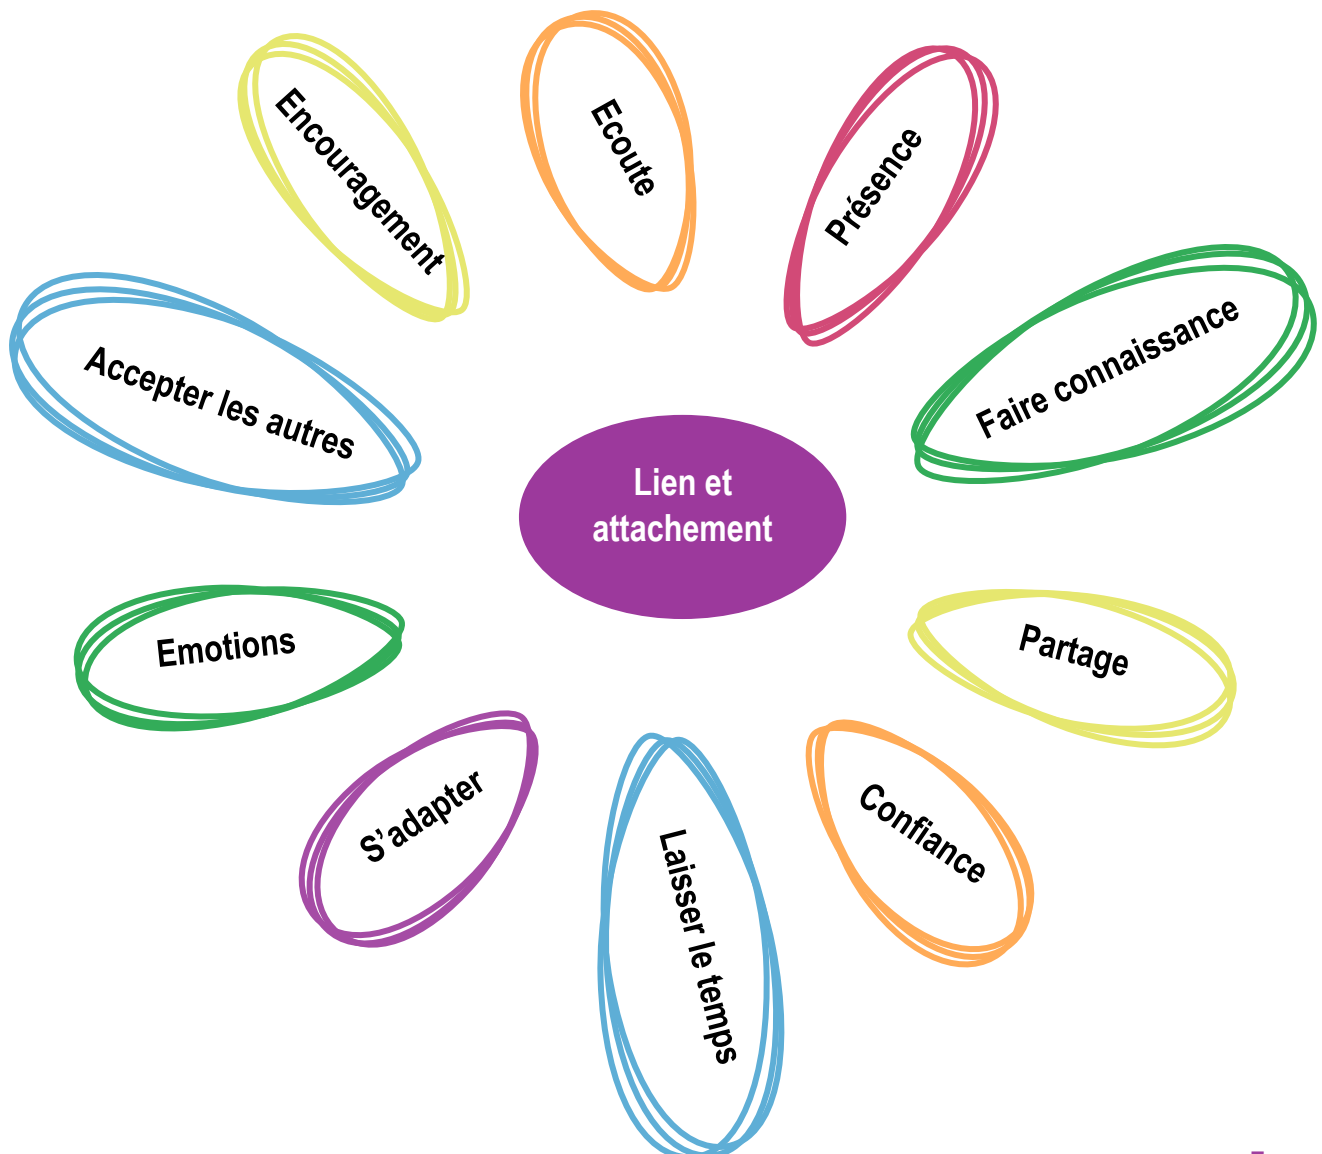 Encouragement
Ecoute
Présence
Accepter les autres
Faire connaissance
Lien et
attachement
Emotions
Partage
S’adapter
Confiance
Laisser le temps